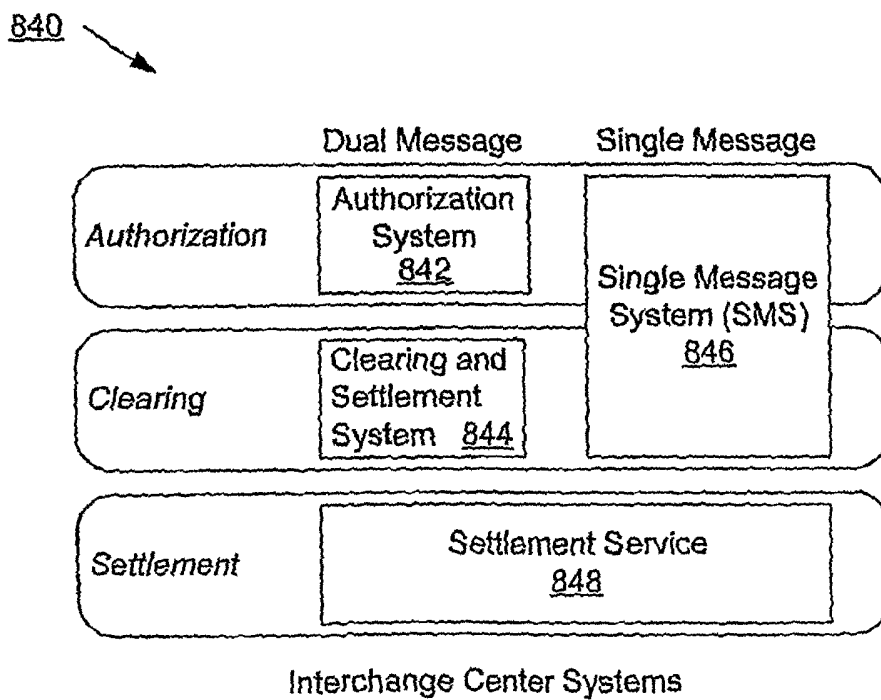 840
Dual Message
Single Message
Authorization
Authorization
System
842
Single Message
System (SMS)
846
Clearing
Clearing and
Settlement
System 844
Settlement
Settlement Service
848
Interchange Center Systems